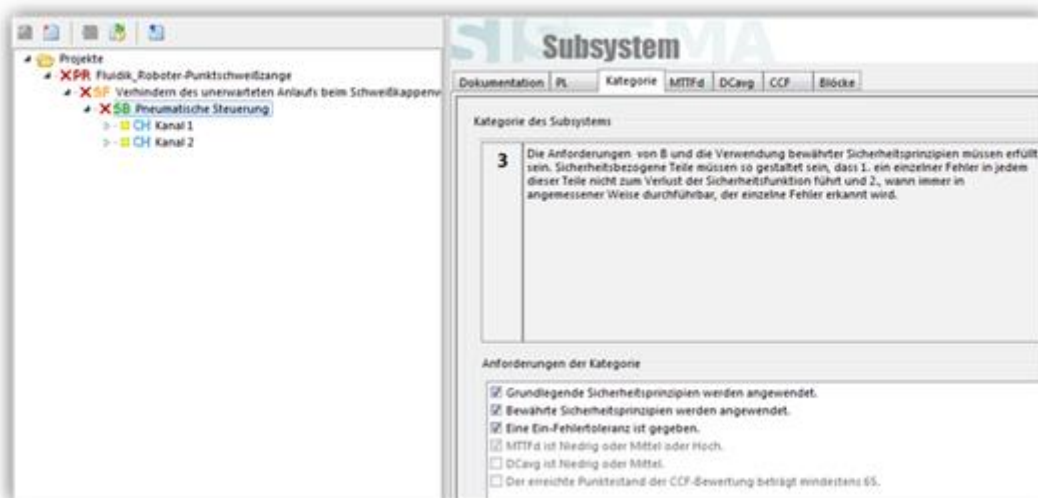 SISTEMA
Subsystem
Projekte
PR Fluidik_Roboter-Punktschweißzange
SF Verhindern des unerwarteten Anlaufs beim Schweißkappenw
SB Pneumatische Steuerung
CH Kanal 1
CH Kanal 2
Dokumentation PL Kategorie MTTFd DCavg CCF Blöcke
Kategorie des Subsystems
3
Die Anforderungen von B und die Verwendung bewährter Sicherheitsprinzipien müssen erfüllt
sein. Sicherheitsbezogene Teile müssen so gestaltet sein, dass 1. ein einzelner Fehler in jedem
dieser Teile nicht zum Verlust der Sicherheitsfunktion führt und 2., wann immer in
angemessener Weise durchführbar, der einzelne Fehler erkannt wird.
Anforderungen der Kategorie
Grundlegende Sicherheitsprinzipien werden angewendet.
Bewährte Sicherheitsprinzipien werden angewendet.
Eine Ein-Fehlertoleranz ist gegeben.
MTTFd ist Niedrig oder Mittel oder Hoch.
DCavg ist Niedrig oder Mittel.
Der erreichte Punktestand der CCF-Bewertung beträgt mindestens 65.